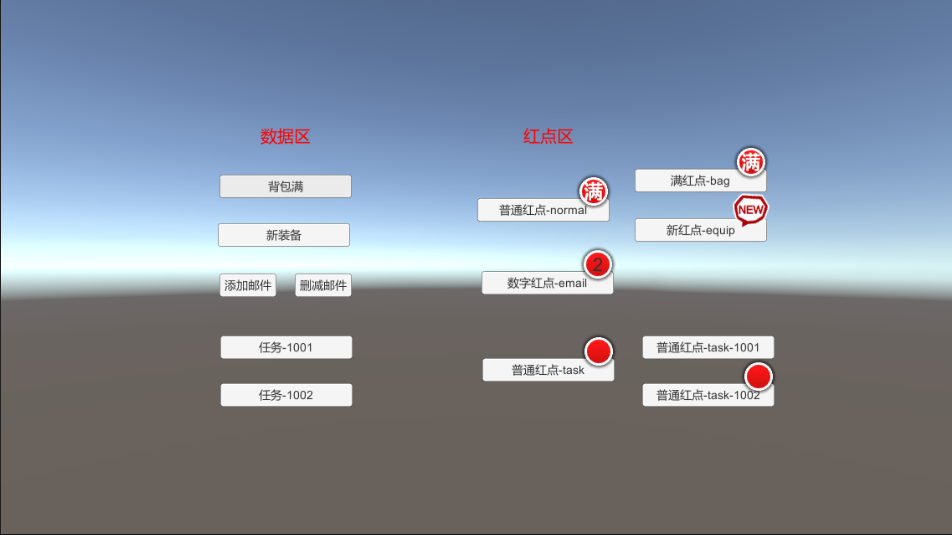 数据区
红点区
背包满
新装备
添加邮件
删减邮件
任务-1001
任务-1002
满
普通红点-normal
满
满红点-bag
NEW
新红点-equip
2
数字红点-email
普通红点-task
普通红点-task-1001
普通红点-task-1002